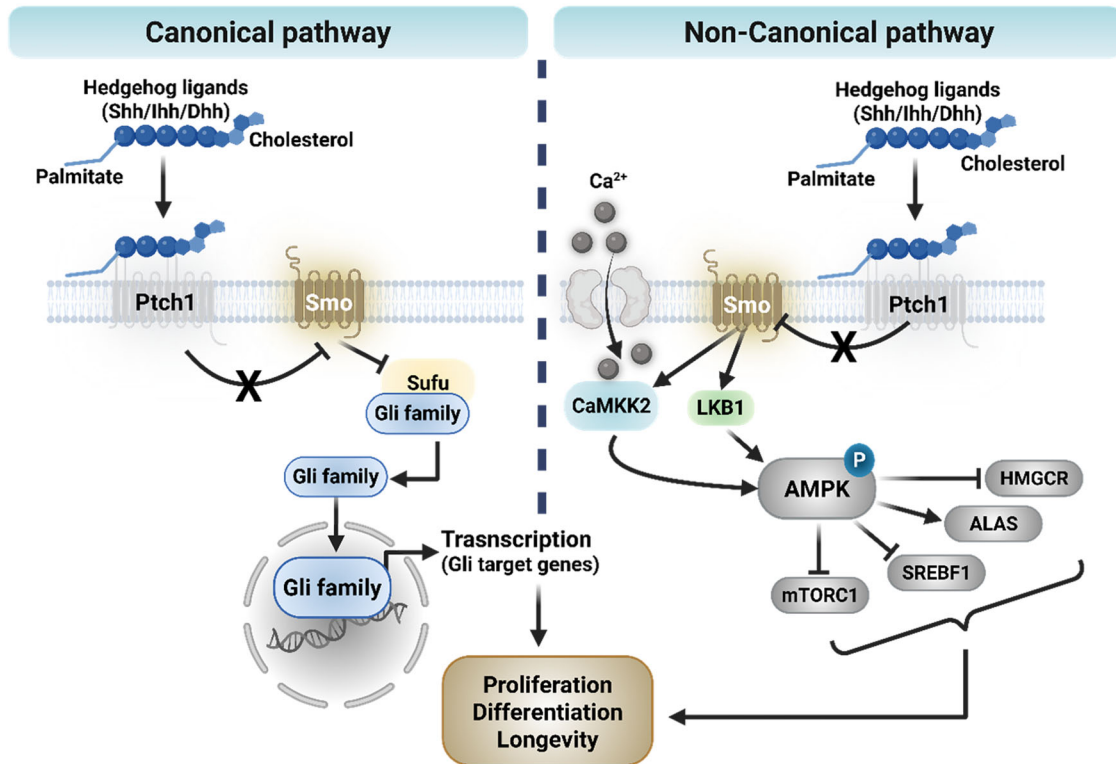 Canonical pathway
Hedgehog ligands
(Shh/Ihh/Dhh)
Cholesterol
Palmitate
Ptch1
Smo
X
Sufu
Gli family
Gli family
Gli family
Trasnscription
(Gli target genes)
Non-Canonical pathway
Hedgehog ligands
(Shh/Ihh/Dhh)
Cholesterol
Palmitate
Ca²⁺
Smo
Ptch1
X
CaMKK2
LKB1
P
AMPK
HMGCR
ALAS
SREBF1
mTORC1
Proliferation
Differentiation
Longevity